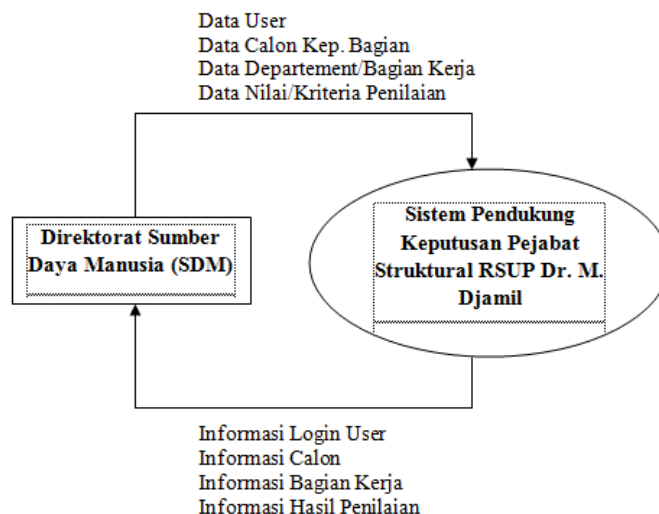 Data User
Data Calon Kep. Bagian
Data Departement/Bagian Kerja
Data Nilai/Kriteria Penilaian
Direktorat Sumber
Daya Manusia (SDM)
Sistem Pendukung
Keputusan Pejabat
Struktural RSUP Dr. M.
Djamil
Informasi Login User
Informasi Calon
Informasi Bagian Kerja
Informasi Hasil Penilaian